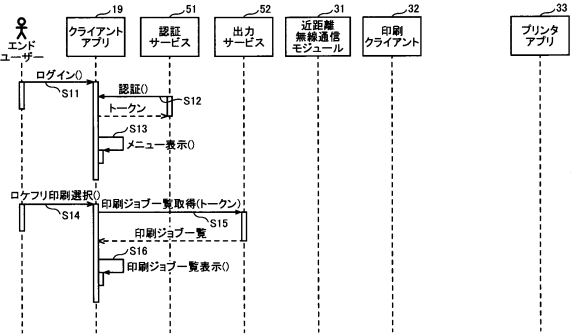 19
51
52
31
32
33
エンド
ユーザー
クライアント
アプリ
認証
サービス
出力
サービス
近距離
無線通信
モジュール
印刷
クライアント
プリンタ
アプリ
ログイン()
S11
認証()
S12
トークン
S13
メニュー表示()
ロケフリ印刷選択()
S14
印刷ジョブ一覧取得(トークン)
S15
印刷ジョブ一覧
S16
印刷ジョブ一覧表示()